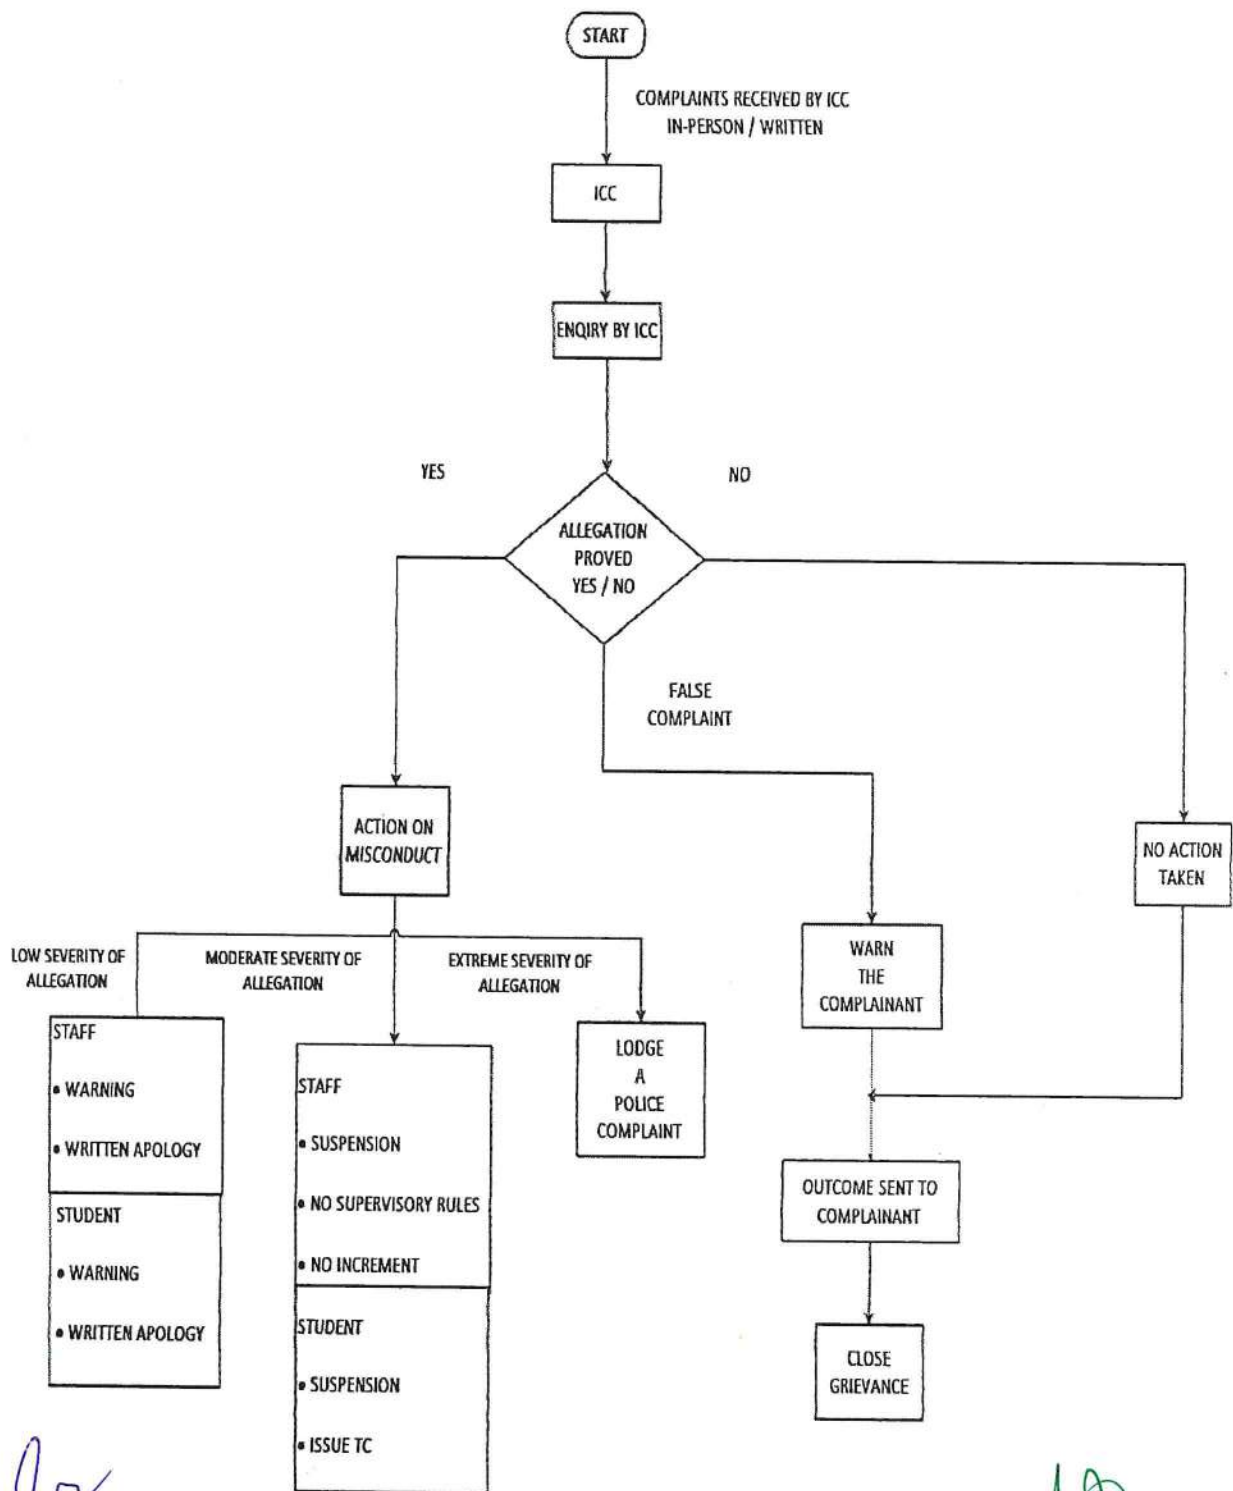 START
COMPLAINTS RECEIVED BY ICC
IN-PERSON / WRITTEN
ICC
ENQIRY BY ICC
YES
NO
ALLEGATION
PROVED
YES / NO
FALSE
COMPLAINT
ACTION ON
MISCONDUCT
NO ACTION
TAKEN
LOW SEVERITY OF
ALLEGATION
MODERATE SEVERITY OF
ALLEGATION
EXTREME SEVERITY OF
ALLEGATION
WARN
THE
COMPLAINANT
STAFF
• WARNING
• WRITTEN APOLOGY
STUDENT
• WARNING
• WRITTEN APOLOGY
STAFF
• SUSPENSION
• NO SUPERVISORY RULES
• NO INCREMENT
STUDENT
• SUSPENSION
• ISSUE TC
LODGE
A
POLICE
COMPLAINT
OUTCOME SENT TO
COMPLAINANT
CLOSE
GRIEVANCE